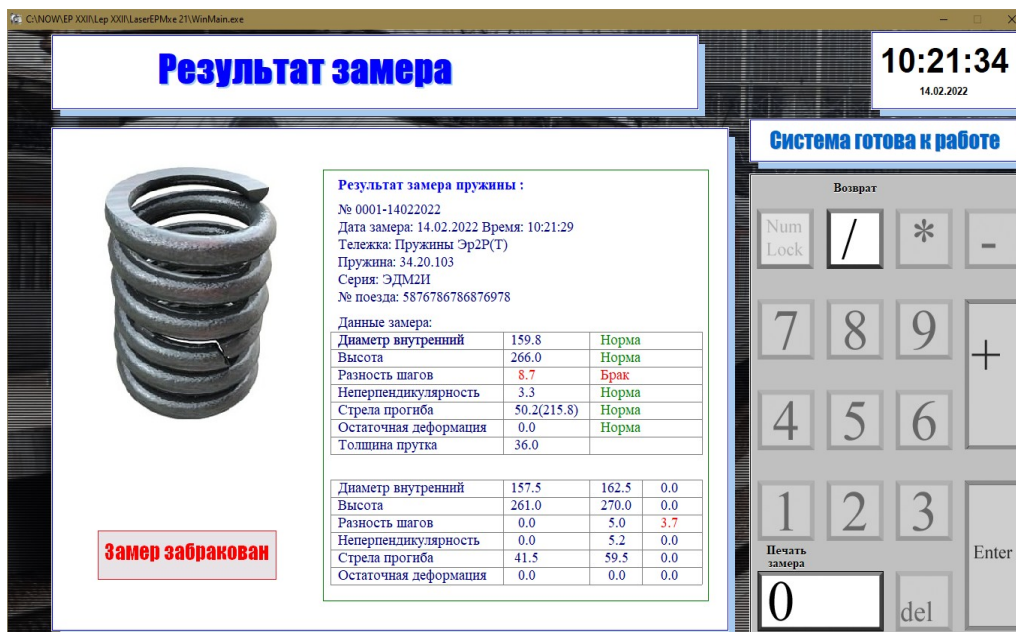 C:\NOW\EP XXII\Lep XXII\LaserEPMxe 21\WinMain.exe
Результат замера
10:21:34
14.02.2022
Система готова к работе
Результат замера пружины :
№ 0001-14022022
Дата замера: 14.02.2022 Время: 10:21:29
Тележка: Пружины Эр2Р(Т)
Пружина: 34.20.103
Серия: ЭДМ2И
№ поезда: 5876786786876978
Данные замера:
Диаметр внутренний 159.8 Норма
Высота 266.0 Норма
Разность шагов 8.7 Брак
Неперпендикулярность 3.3 Норма
Стрела прогиба 50.2(215.8) Норма
Остаточная деформация 0.0 Норма
Толщина прутка 36.0
Диаметр внутренний 157.5 162.5 0.0
Высота 261.0 270.0 0.0
Разность шагов 0.0 5.0 3.7
Неперпендикулярность 0.0 5.2 0.0
Стрела прогиба 41.5 59.5 0.0
Остаточная деформация 0.0 0.0 0.0
Замер забракован
Возврат
Num Lock / * -
7 8 9 +
4 5 6
1 2 3 Enter
Печать
замера
0 del